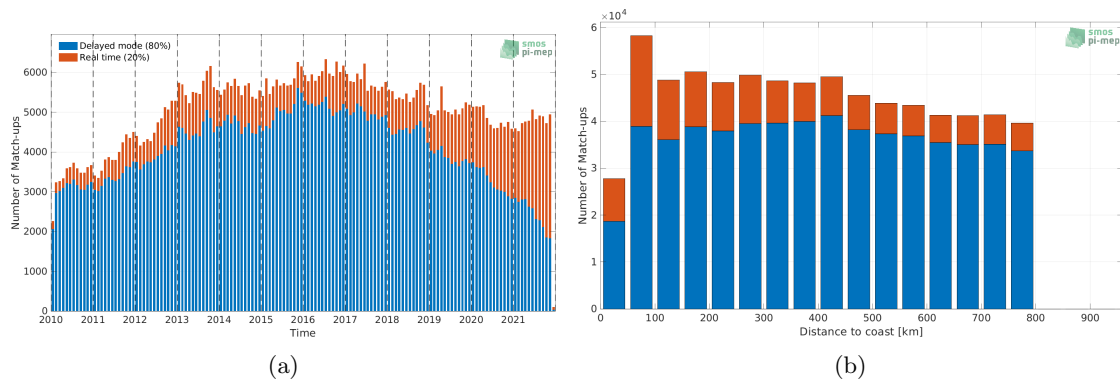 Delayed mode (80%)
Real time (20%)
smos
pi-mep
Number of Match-ups
6000
5000
4000
3000
2000
1000
0
2010 2011 2012 2013 2014 2015 2016 2017 2018 2019 2020 2021
Time
(a)
×10⁴
smos
pi-mep
Number of Match-ups
6
5
4
3
2
1
0
0 100 200 300 400 500 600 700 800 900
Distance to coast [km]
(b)